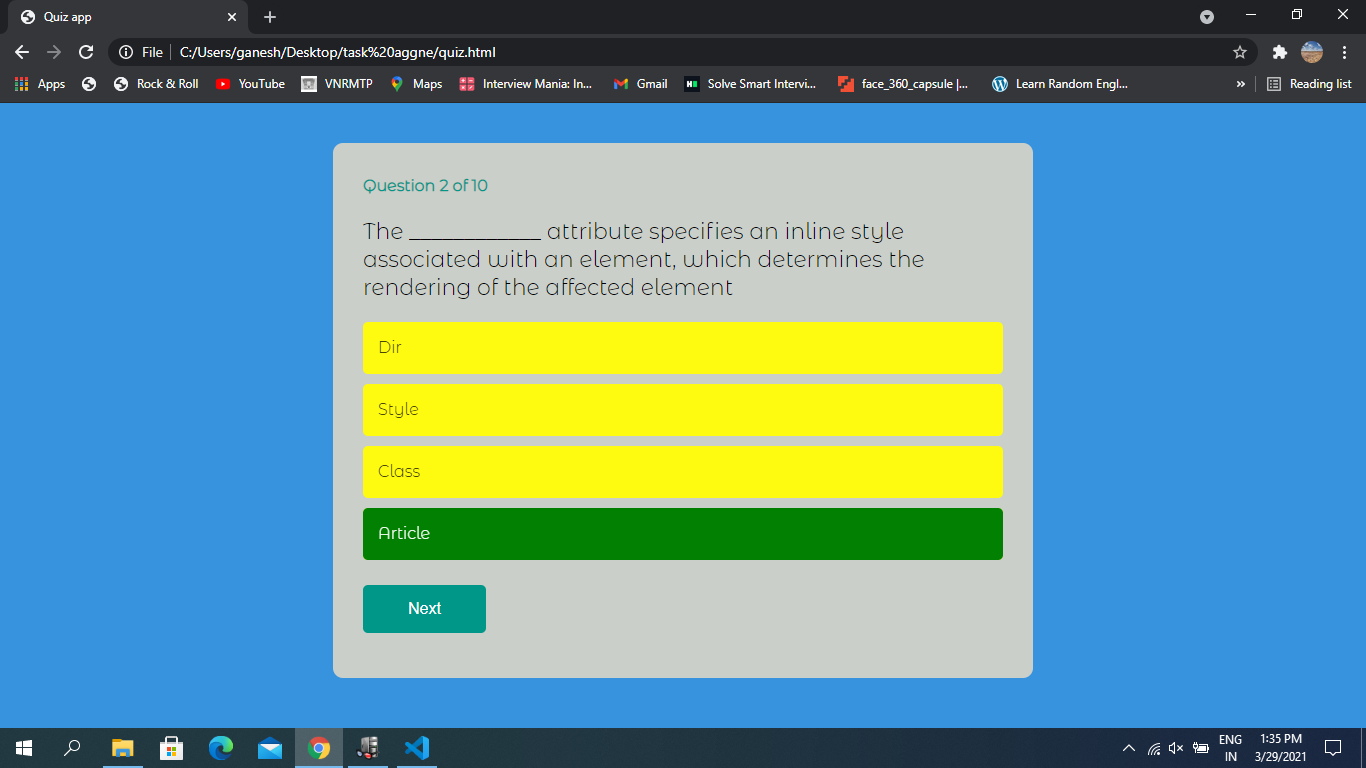 Quiz app
File C:/Users/ganesh/Desktop/task%20aggne/quiz.html
Apps Rock & Roll YouTube VNRMTP Maps Interview Mania: In... Gmail Solve Smart Intervi... face_360_capsule |... Learn Random Engl... » Reading list
Question 2 of 10
The ____________ attribute specifies an inline style
associated with an element, which determines the
rendering of the affected element
Dir
Style
Class
Article
Next
ENG 1:35 PM
IN 3/29/2021